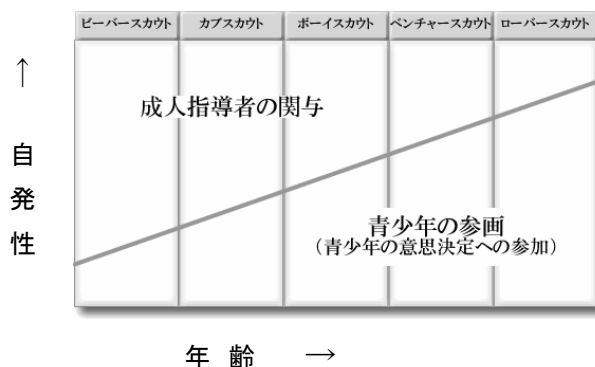 ビーバースカウト カブスカウト ボーイスカウト ベンチャースカウト ローバースカウト
↑
自発性
成人指導者の関与
青少年の参画
(青少年の意思決定への参加)
年齢 →